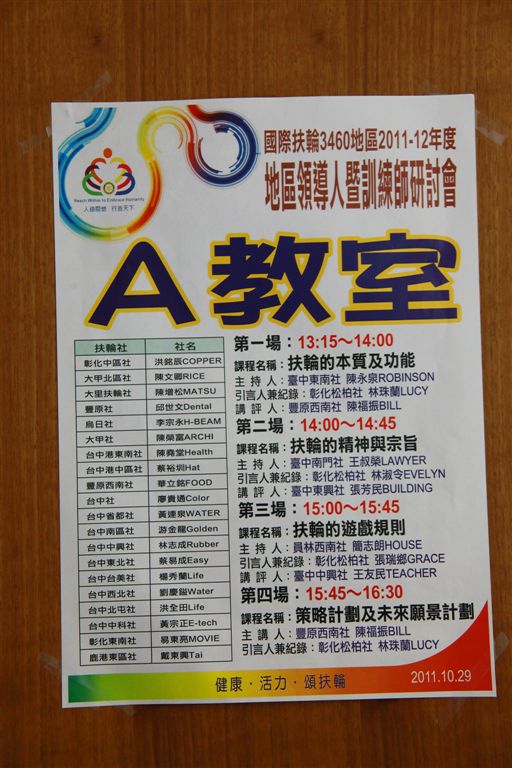 國際扶輪3460地區2011-12年度
地區領導人暨訓練師研討會
Reach Within to Embrace Humanity
人道關懷 行善天下
A教室
扶輪社 社名
彰化中區社 洪銘辰COPPER
大甲北區社 陳文卿RICE
大里扶輪社 陳增松MATSU
豐原社 邱世文Dental
烏日社 李宗永H-BEAM
大甲社 陳榮富ARCHI
台中港東南社 陳堯堂Health
台中港中區社 蔡裕圳Hat
豐原西南社 華立銘FOOD
台中社 廖貴通Color
台中省都社 黃連泉WATER
台中南區社 游金龍Golden
台中中興社 林志成Rubber
台中東北社 蔡易成Easy
台中台美社 楊秀蘭Life
台中西北社 劉慶鎰Water
台中北屯社 洪全田Life
台中中科社 黃宗正E-tech
彰化東南社 易東亮MOVIE
鹿港東區社 戴東興Tai
第一場：13:15～14:00
課程名稱：扶輪的本質及功能
主 持 人：臺中東南社 陳永泉ROBINSON
引言人兼紀錄：彰化松柏社 林珠蘭LUCY
講 評 人：豐原西南社 陳福振BILL
第二場：14:00～14:45
課程名稱：扶輪的精神與宗旨
主 持 人：臺中南門社 王叔榮LAWYER
引言人兼紀錄：彰化松柏社 林淑令EVELYN
講 評 人：臺中東興社 張芳民BUILDING
第三場：15:00～15:45
課程名稱：扶輪的遊戲規則
主 持 人：員林西南社 簡志朗HOUSE
引言人兼紀錄：彰化松柏社 張瑞鄉GRACE
講 評 人：臺中中興社 王友民TEACHER
第四場：15:45～16:30
課程名稱：策略計劃及未來願景計劃
主 講 人：豐原西南社 陳福振BILL
引言人兼紀錄：彰化松柏社 林珠蘭LUCY
健康．活力．頌扶輪
2011.10.29